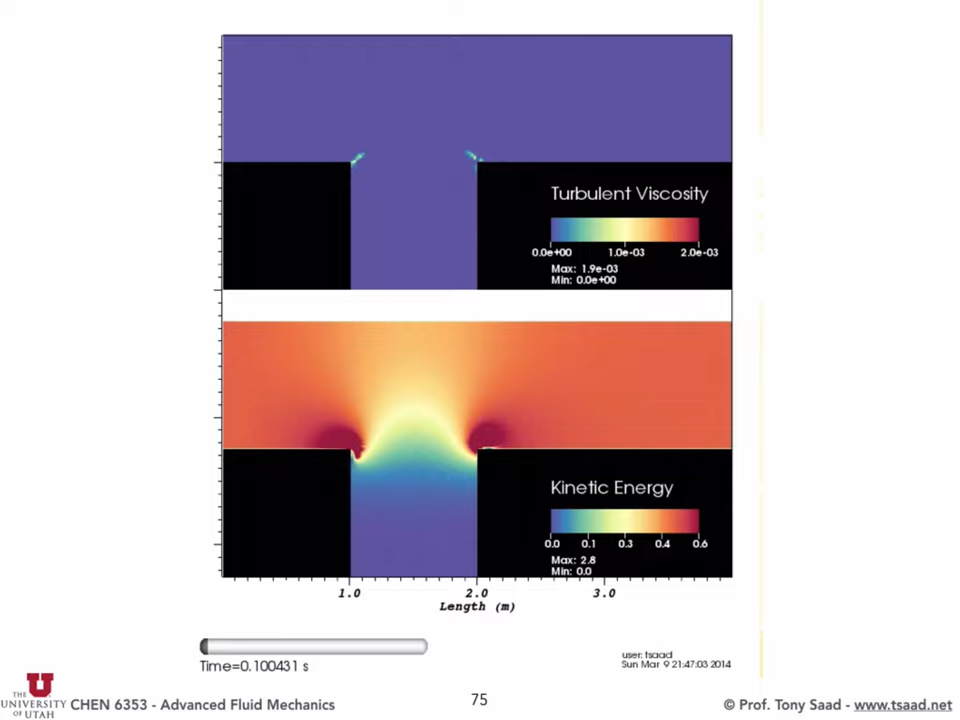 Turbulent Viscosity
0.0e+00 1.0e-03 2.0e-03
Max: 1.9e-03
Min: 0.0e+00
Kinetic Energy
0.0 0.1 0.3 0.4 0.6
Max: 2.8
Min: 0.0
1.0 2.0 3.0
Length (m)
Time=0.100431 s
user: tsaad
Sun Mar 9 21:47:03 2014
U
THE
UNIVERSITY
OF UTAH
CHEN 6353 - Advanced Fluid Mechanics
75
© Prof. Tony Saad - www.tsaad.net